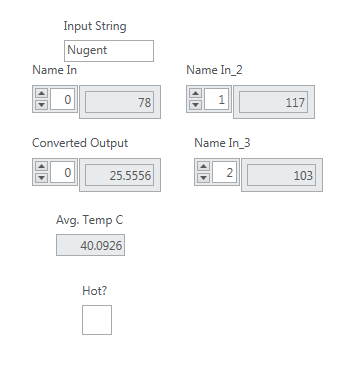 Input String
Nugent
Name In
Name In_2
0
78
1
117
Converted Output
Name In_3
0
25.5556
2
103
Avg. Temp C
40.0926
Hot?